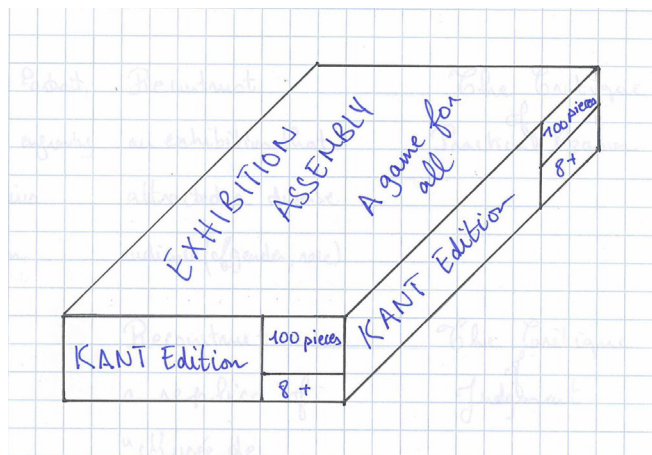 EXHIBITION
ASSEMBLY
A game for
all
KANT Edition
100 pieces
8+
KANT Edition
100 pieces
8+